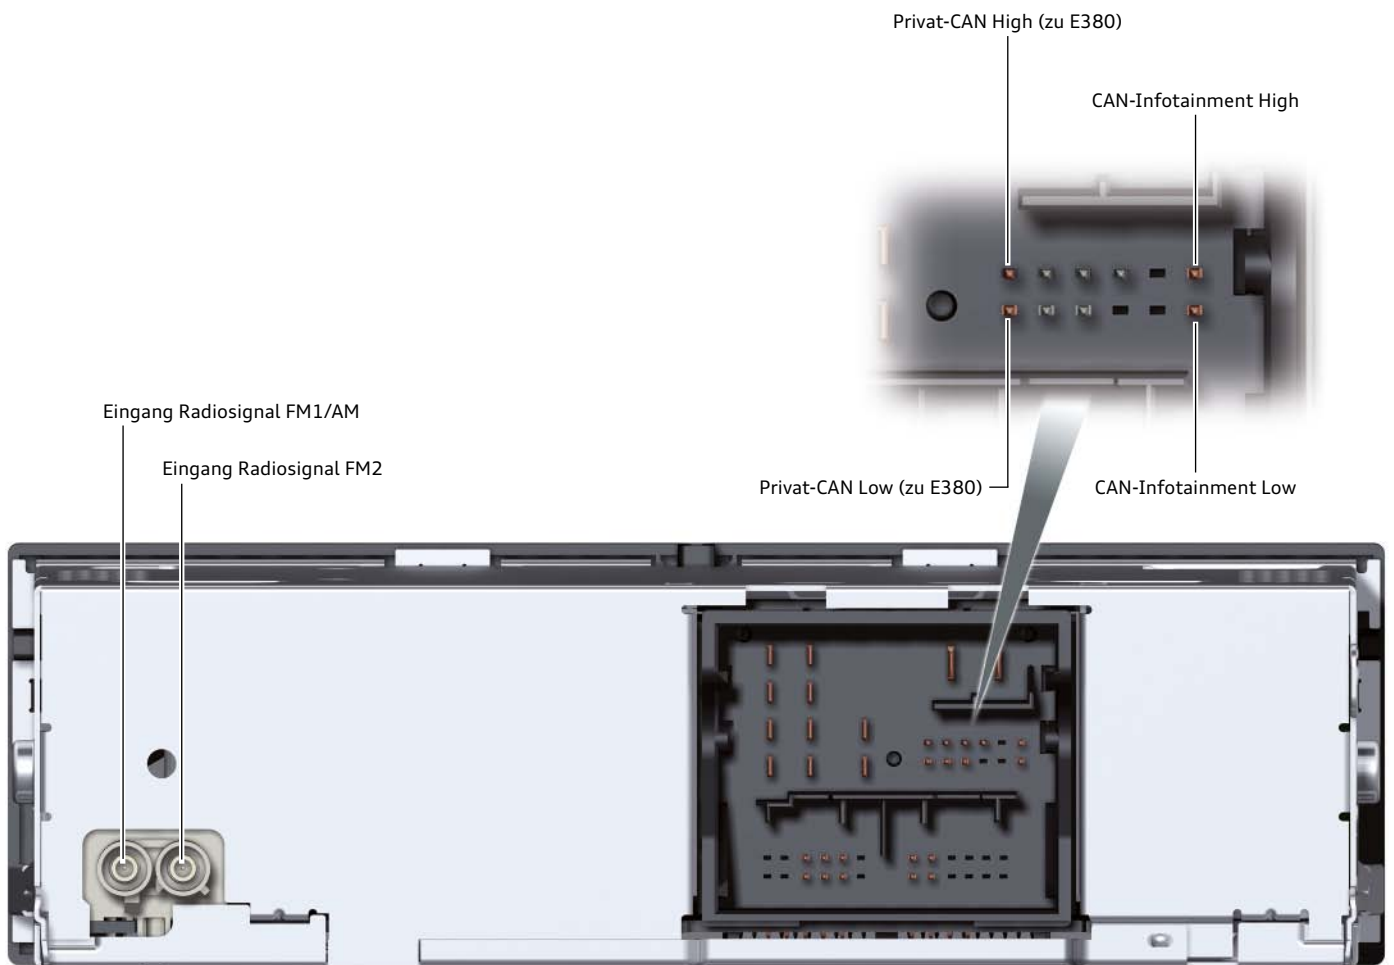 Privat-CAN High (zu E380)
CAN-Infotainment High
Eingang Radiosignal FM1/AM
Eingang Radiosignal FM2
Privat-CAN Low (zu E380)
CAN-Infotainment Low